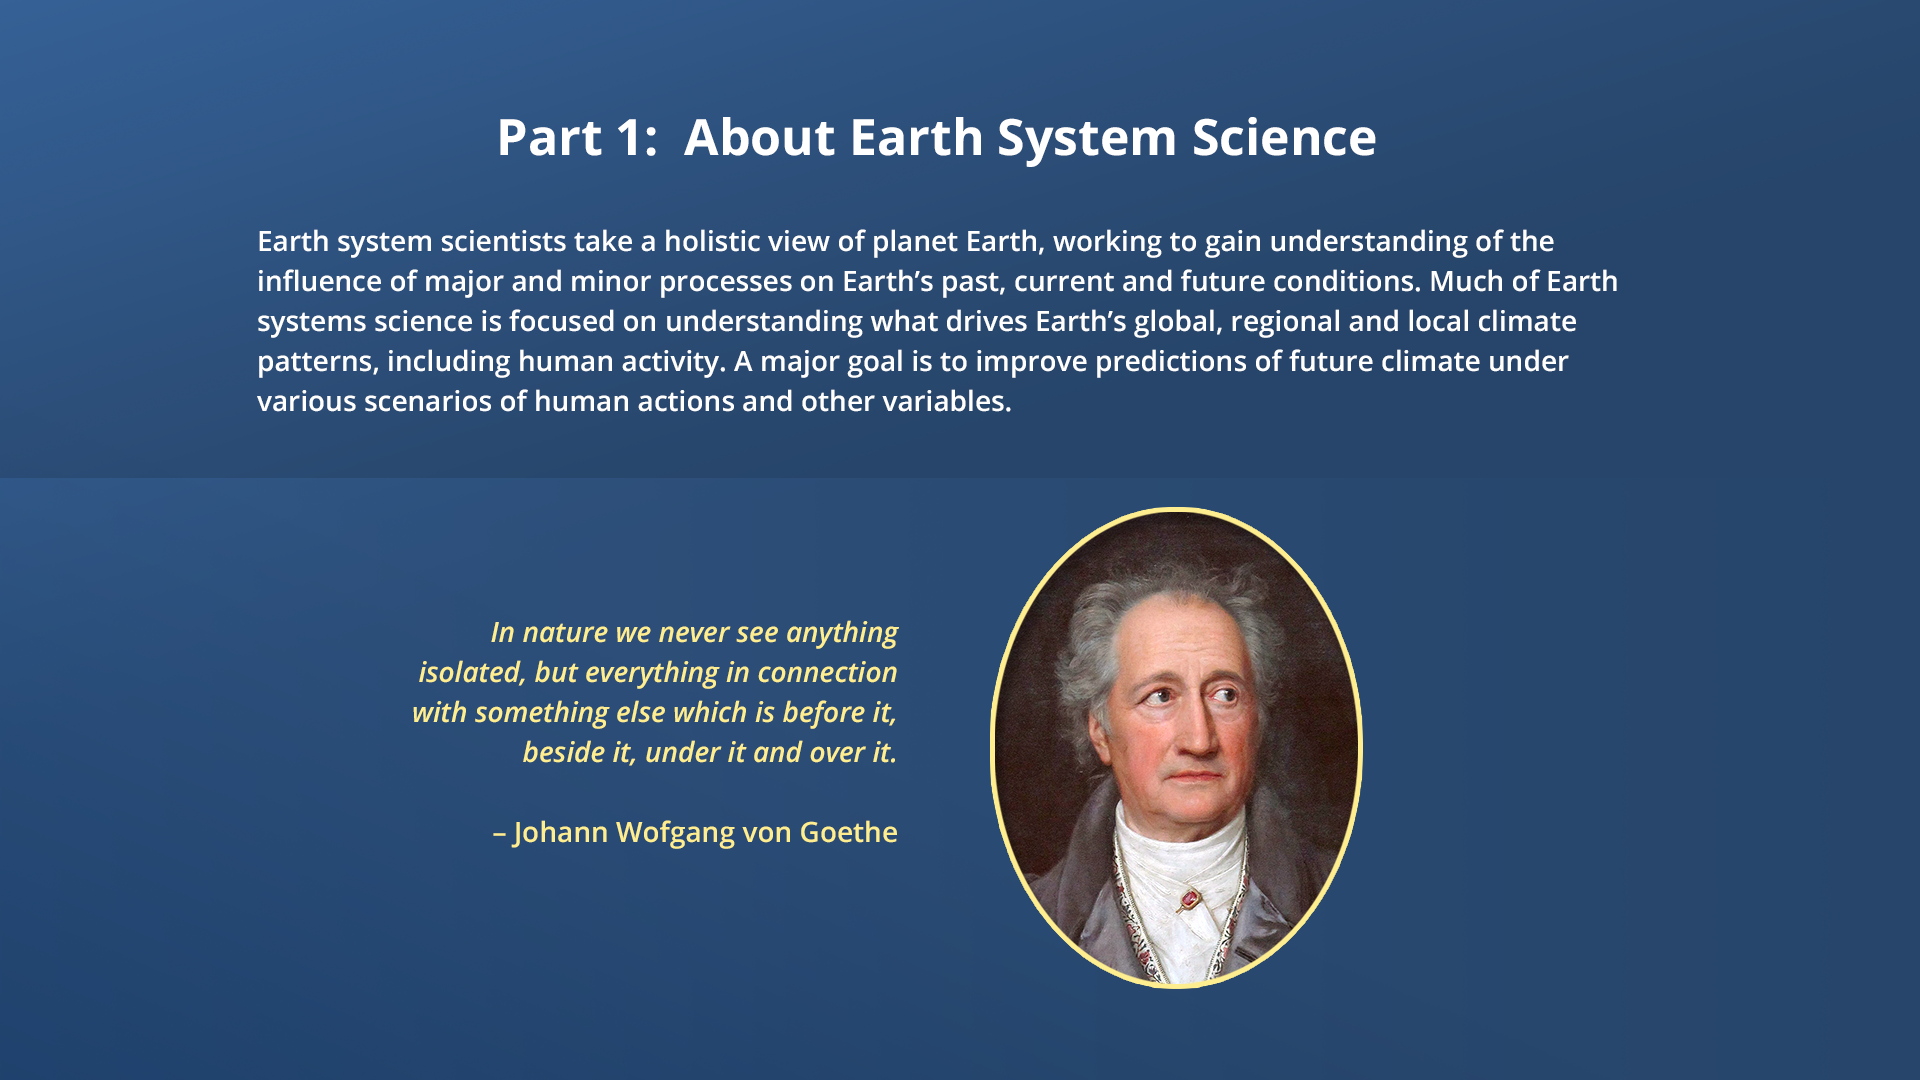 Part 1:  About Earth System Science
Earth system scientists take a holistic view of planet Earth, working to gain understanding of the
influence of major and minor processes on Earth’s past, current and future conditions. Much of Earth
systems science is focused on understanding what drives Earth’s global, regional and local climate
patterns, including human activity. A major goal is to improve predictions of future climate under
various scenarios of human actions and other variables.
In nature we never see anything
isolated, but everything in connection
with something else which is before it,
beside it, under it and over it.
– Johann Wofgang von Goethe